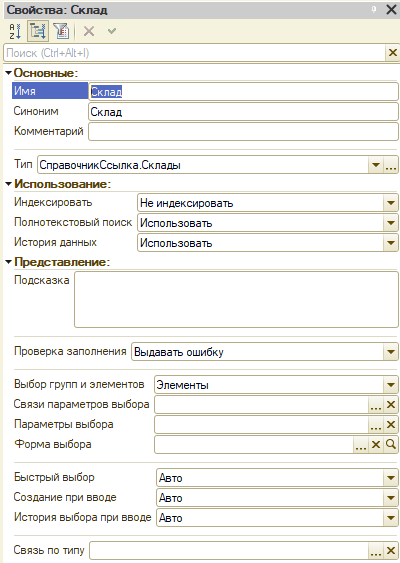 Свойства: Склад
Поиск (Ctrl+Alt+I)
Основные:
Имя Склад
Синоним Склад
Комментарий
Тип СправочникСсылка.Склады
Использование:
Индексировать Не индексировать
Полнотекстовый поиск Использовать
История данных Использовать
Представление:
Подсказка
Проверка заполнения Выдавать ошибку
Выбор групп и элементов Элементы
Связи параметров выбора
Параметры выбора
Форма выбора
Быстрый выбор Авто
Создание при вводе Авто
История выбора при вводе Авто
Связь по типу